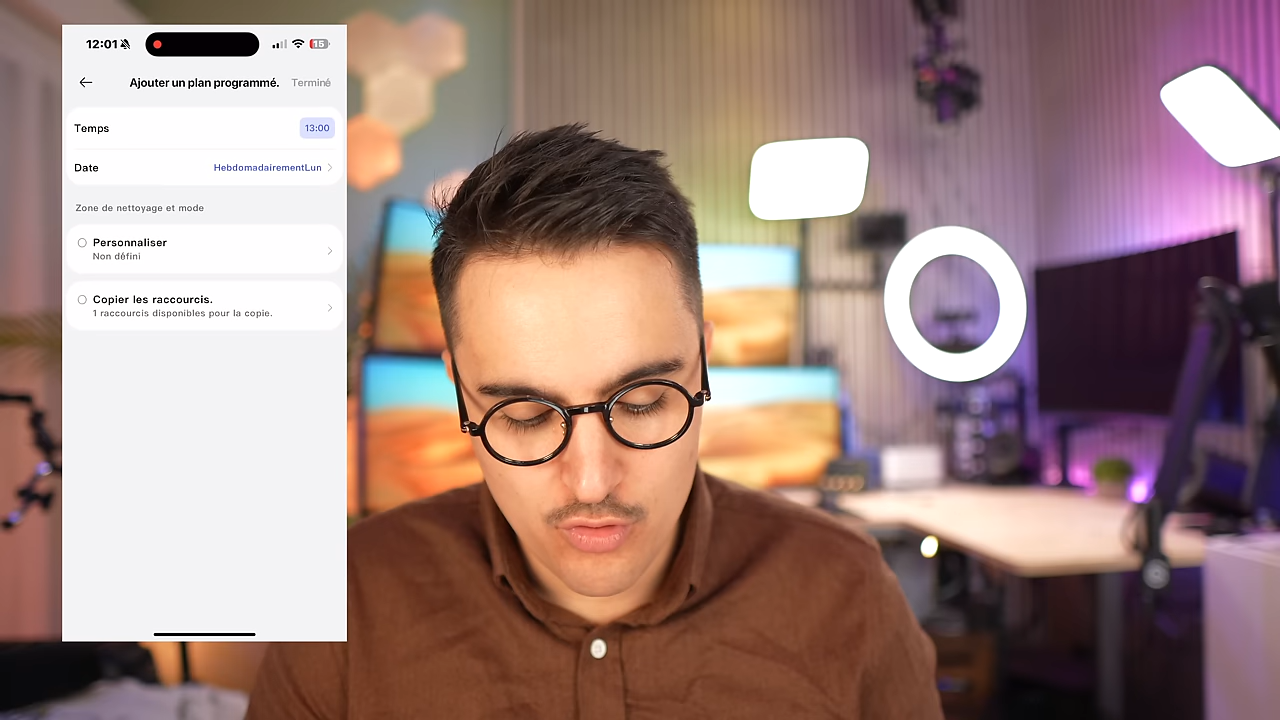 12:01
15
Ajouter un plan programmé.
Terminé
Temps
13:00
Date
HebdomadairementLun
Zone de nettoyage et mode
Personnaliser
Non défini
Copier les raccourcis.
1 raccourcis disponibles pour la copie.